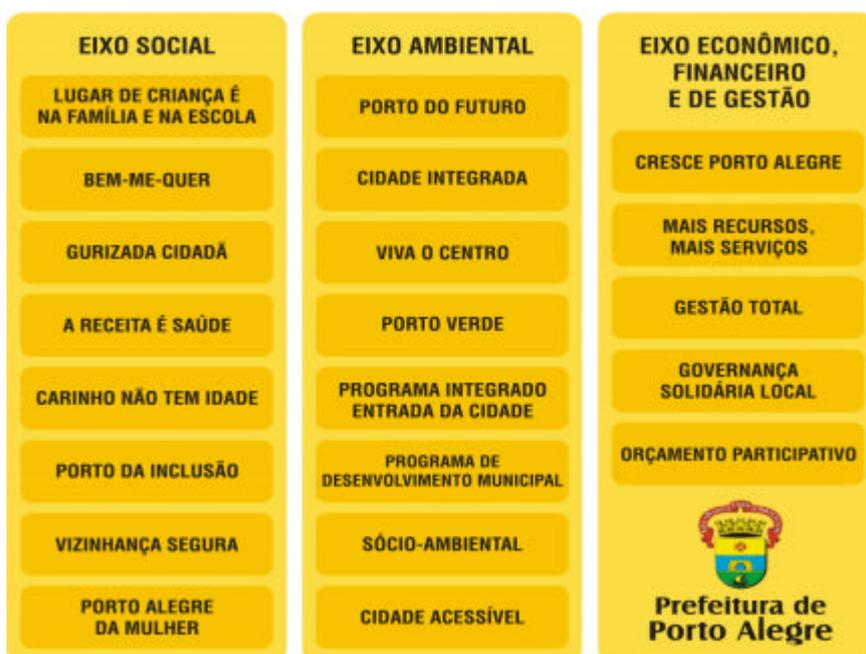 EIXO SOCIAL
LUGAR DE CRIANÇA É
NA FAMÍLIA E NA ESCOLA
BEM-ME-QUER
GURIZADA CIDADÃ
A RECEITA É SAÚDE
CARINHO NÃO TEM IDADE
PORTO DA INCLUSÃO
VIZINHANÇA SEGURA
PORTO ALEGRE
DA MULHER
EIXO AMBIENTAL
PORTO DO FUTURO
CIDADE INTEGRADA
VIVA O CENTRO
PORTO VERDE
PROGRAMA INTEGRADO
ENTRADA DA CIDADE
PROGRAMA DE
DESENVOLVIMENTO MUNICIPAL
SÓCIO-AMBIENTAL
CIDADE ACESSÍVEL
EIXO ECONÔMICO,
FINANCEIRO
E DE GESTÃO
CRESCE PORTO ALEGRE
MAIS RECURSOS,
MAIS SERVIÇOS
GESTÃO TOTAL
GOVERNANÇA
SOLIDÁRIA LOCAL
ORÇAMENTO PARTICIPATIVO
Prefeitura de
Porto Alegre